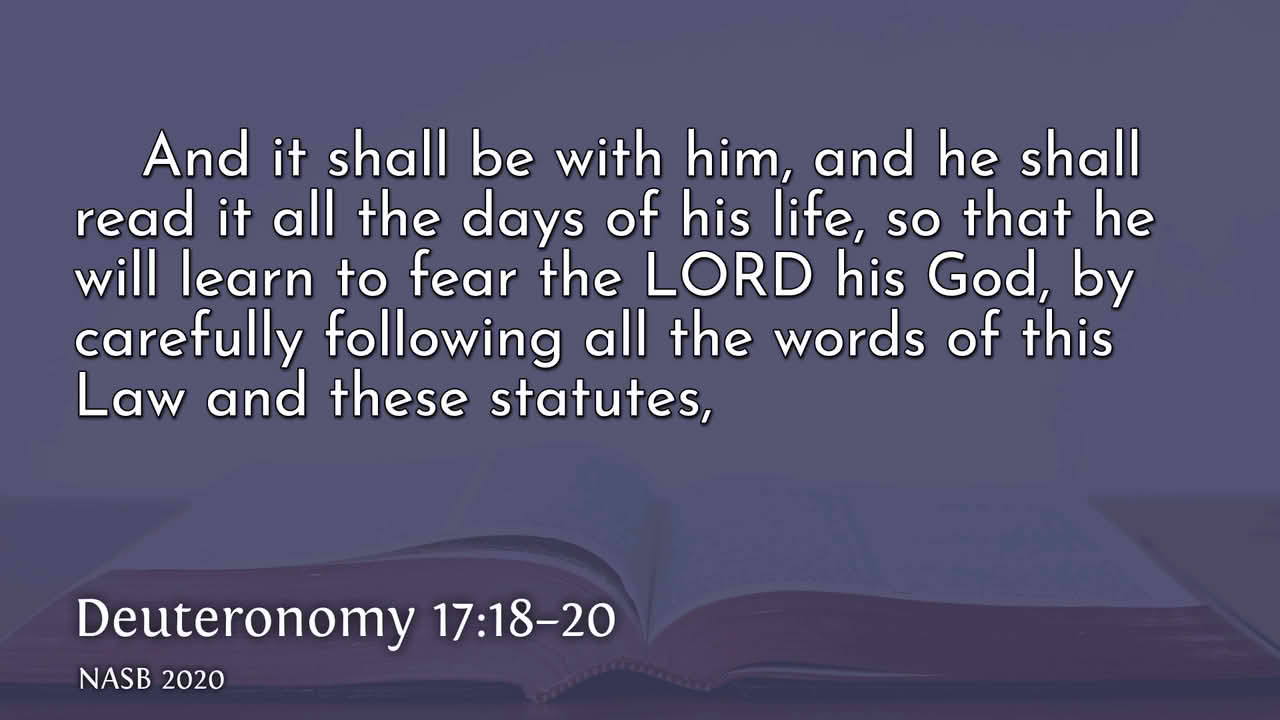 And it shall be with him, and he shall
read it all the days of his life, so that he
will learn to fear the LORD his God, by
carefully following all the words of this
Law and these statutes,
Deuteronomy 17:18–20
NASB 2020